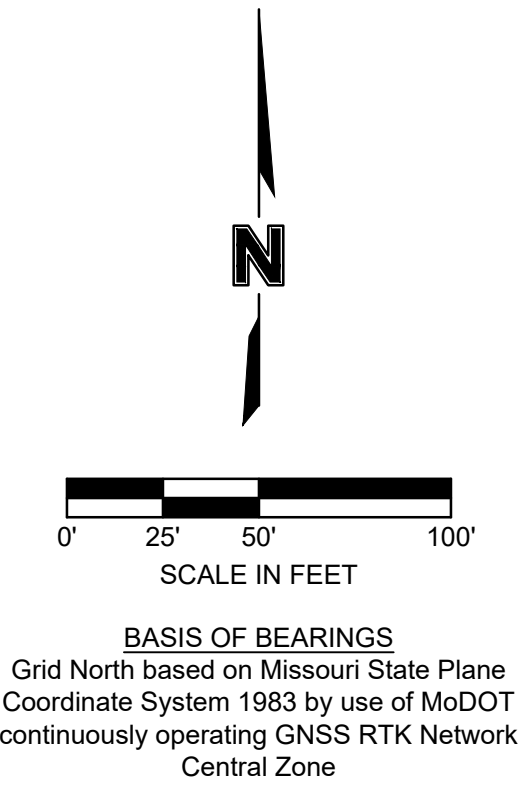 N
0' 25' 50' 100'
SCALE IN FEET
BASIS OF BEARINGS
Grid North based on Missouri State Plane
Coordinate System 1983 by use of MoDOT
continuously operating GNSS RTK Network
Central Zone